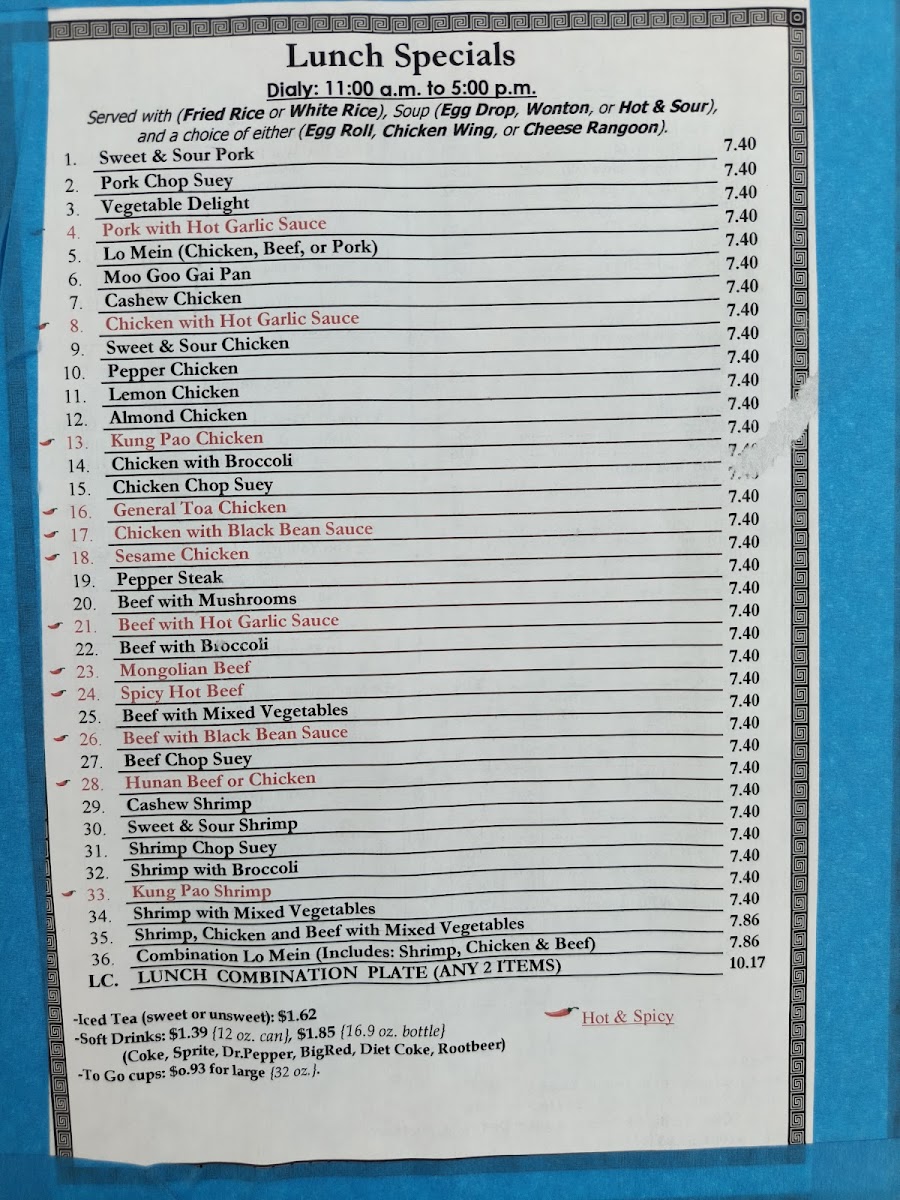 Lunch Specials
Dialy: 11:00 a.m. to 5:00 p.m.
Served with (Fried Rice or White Rice), Soup (Egg Drop, Wonton, or Hot & Sour),
and a choice of either (Egg Roll, Chicken Wing, or Cheese Rangoon).
1. Sweet & Sour Pork 7.40
2. Pork Chop Suey 7.40
3. Vegetable Delight 7.40
4. Pork with Hot Garlic Sauce 7.40
5. Lo Mein (Chicken, Beef, or Pork) 7.40
6. Moo Goo Gai Pan 7.40
7. Cashew Chicken 7.40
8. Chicken with Hot Garlic Sauce 7.40
9. Sweet & Sour Chicken 7.40
10. Pepper Chicken 7.40
11. Lemon Chicken 7.40
12. Almond Chicken 7.40
13. Kung Pao Chicken 7.40
14. Chicken with Broccoli
15. Chicken Chop Suey
16. General Toa Chicken 7.40
17. Chicken with Black Bean Sauce 7.40
18. Sesame Chicken 7.40
19. Pepper Steak 7.40
20. Beef with Mushrooms 7.40
21. Beef with Hot Garlic Sauce 7.40
22. Beef with Broccoli 7.40
23. Mongolian Beef 7.40
24. Spicy Hot Beef 7.40
25. Beef with Mixed Vegetables 7.40
26. Beef with Black Bean Sauce 7.40
27. Beef Chop Suey 7.40
28. Hunan Beef or Chicken 7.40
29. Cashew Shrimp 7.40
30. Sweet & Sour Shrimp 7.40
31. Shrimp Chop Suey 7.40
32. Shrimp with Broccoli 7.40
33. Kung Pao Shrimp 7.40
34. Shrimp with Mixed Vegetables 7.40
35. Shrimp, Chicken and Beef with Mixed Vegetables 7.86
36. Combination Lo Mein (Includes: Shrimp, Chicken & Beef) 7.86
LC. LUNCH COMBINATION PLATE (ANY 2 ITEMS) 10.17
-Iced Tea (sweet or unsweet): $1.62
Hot & Spicy
-Soft Drinks: $1.39 {12 oz. can}, $1.85 {16.9 oz. bottle}
(Coke, Sprite, Dr.Pepper, BigRed, Diet Coke, Rootbeer)
-To Go cups: $0.93 for large {32 oz.}.